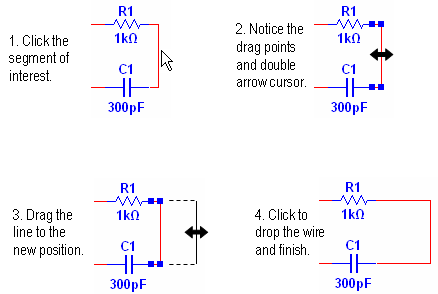 1. Click the
segment of
interest.
R1
1kΩ
C1
300pF
2. Notice the
drag points
and double
arrow cursor.
R1
1kΩ
C1
300pF
3. Drag the
line to the
new position.
R1
1kΩ
C1
300pF
4. Click to
drop the wire
and finish.
R1
1kΩ
C1
300pF